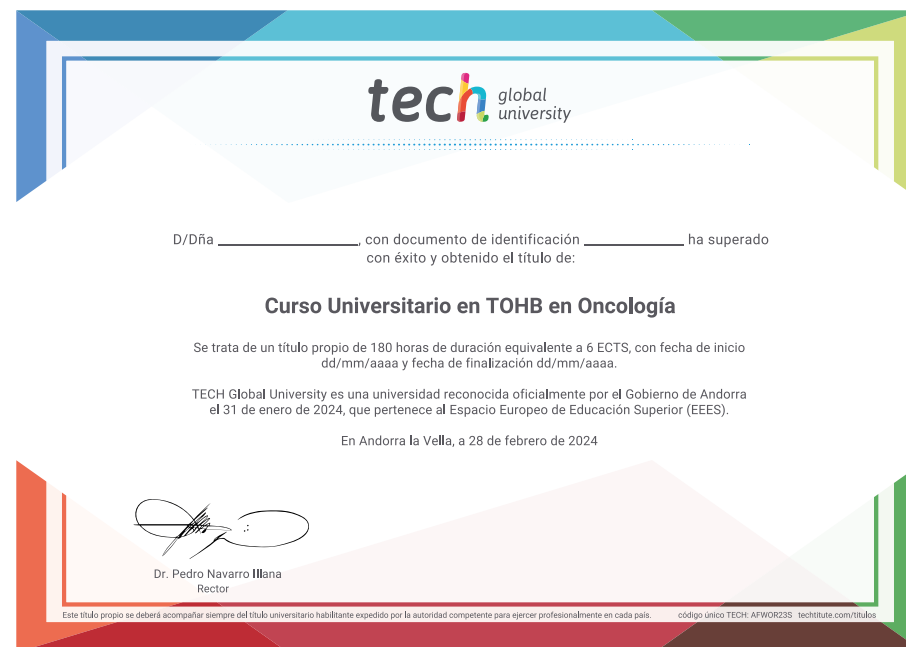 tech global
university
D/Dña ______________, con documento de identificación __________ ha superado
con éxito y obtenido el título de:
Curso Universitario en TOHB en Oncología
Se trata de un título propio de 180 horas de duración equivalente a 6 ECTS, con fecha de inicio
dd/mm/aaaa y fecha de finalización dd/mm/aaaa.
TECH Global University es una universidad reconocida oficialmente por el Gobierno de Andorra
el 31 de enero de 2024, que pertenece al Espacio Europeo de Educación Superior (EEES).
En Andorra la Vella, a 28 de febrero de 2024
Dr. Pedro Navarro Illana
Rector
Este título propio se deberá acompañar siempre del título universitario habilitante expedido por la autoridad competente para ejercer profesionalmente en cada país. código único TECH: AFWOR23S techtitute.com/titulos